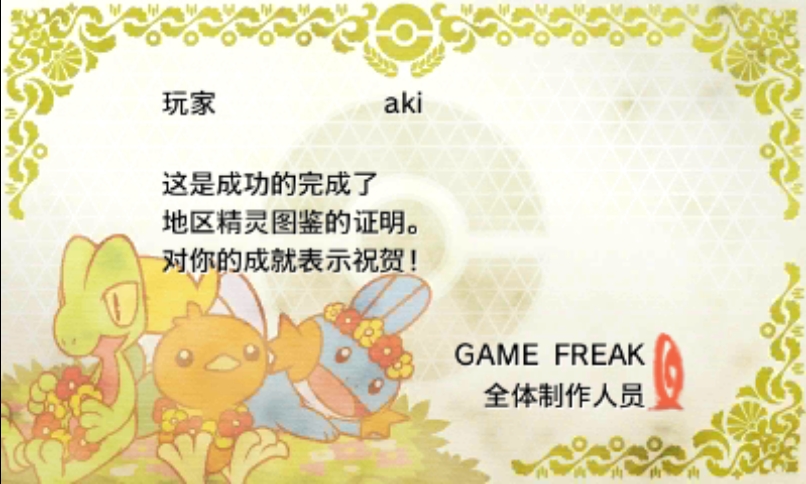 玩家 aki
这是成功的完成了
地区精灵图鉴的证明。
对你的成就表示祝贺！
GAME FREAK
全体制作人员